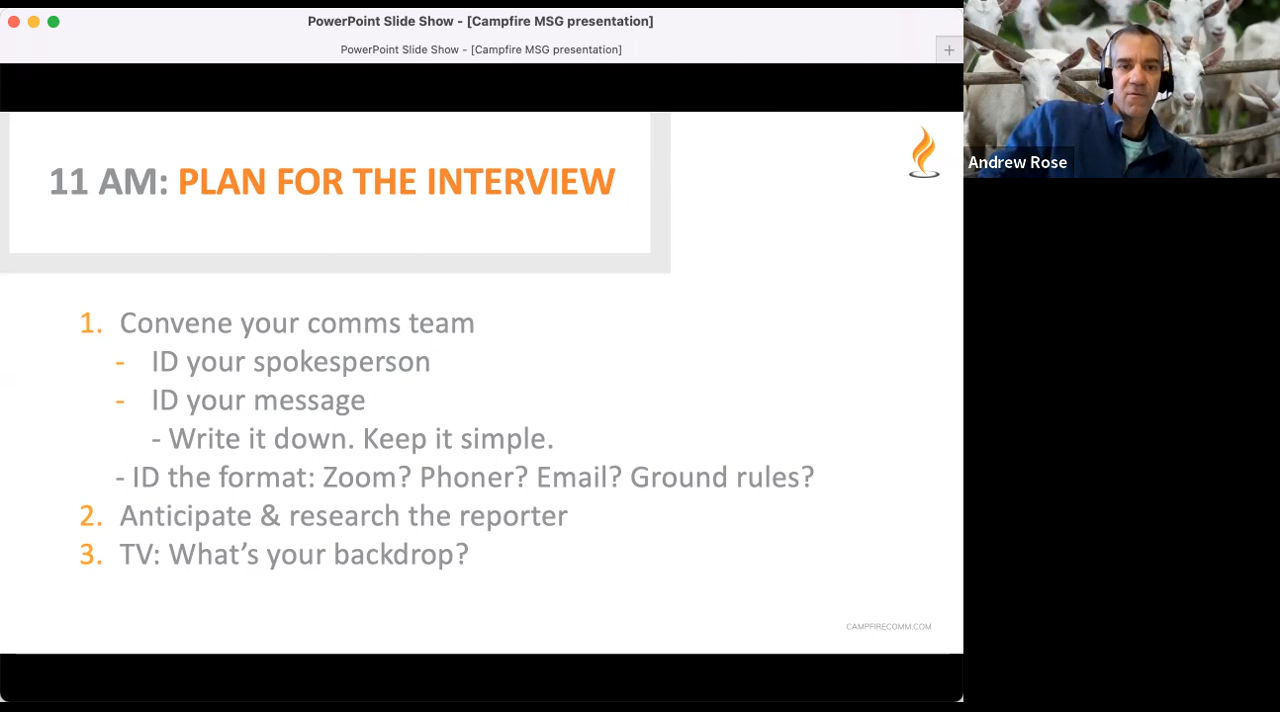 PowerPoint Slide Show - [Campfire MSG presentation]
PowerPoint Slide Show - [Campfire MSG presentation]
11 AM: PLAN FOR THE INTERVIEW
1. Convene your comms team
- ID your spokesperson
- ID your message
- Write it down. Keep it simple.
- ID the format: Zoom? Phoner? Email? Ground rules?
2. Anticipate & research the reporter
3. TV: What’s your backdrop?
CAMPFIRECOMM.COM
Andrew Rose